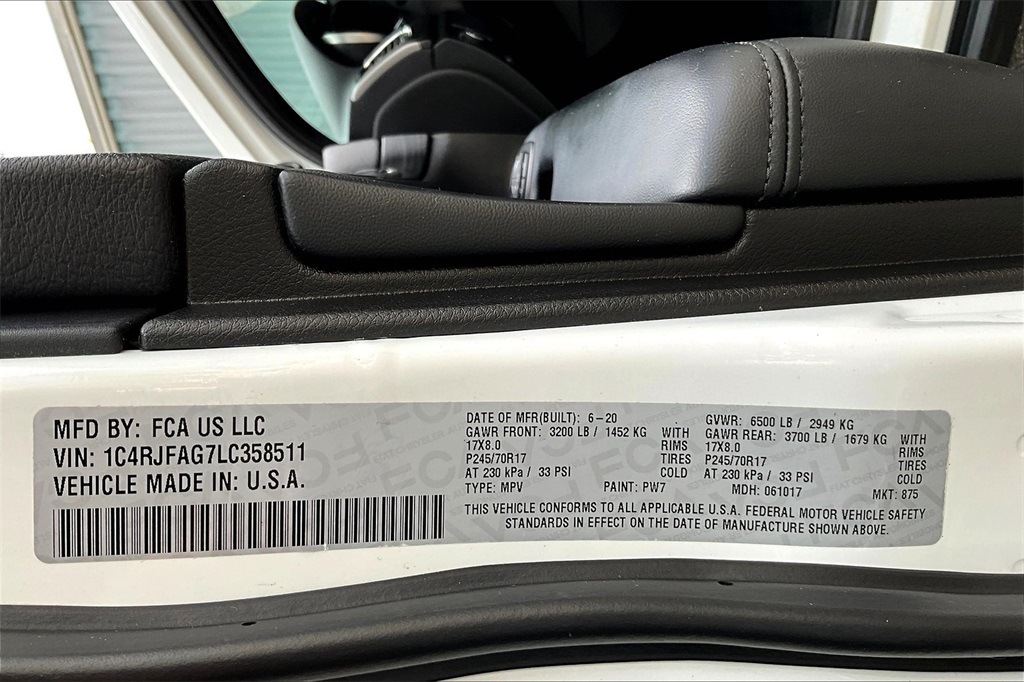 MFD BY: FCA US LLC
VIN: 1C4RJFAG7LC358511
VEHICLE MADE IN: U.S.A.
DATE OF MFR(BUILT): 6-20 GVWR: 6500 LB / 2949 KG
GAWR FRONT: 3200 LB / 1452 KG WITH GAWR REAR: 3700 LB / 1679 KG WITH
17X8.0 RIMS 17X8.0 RIMS
P245/70R17 TIRES P245/70R17 TIRES
AT 230 kPa / 33 PSI COLD AT 230 kPa / 33 PSI COLD
TYPE: MPV PAINT: PW7 MDH: 061017 MKT: 875
THIS VEHICLE CONFORMS TO ALL APPLICABLE U.S.A. FEDERAL MOTOR VEHICLE SAFETY
STANDARDS IN EFFECT ON THE DATE OF MANUFACTURE SHOWN ABOVE.